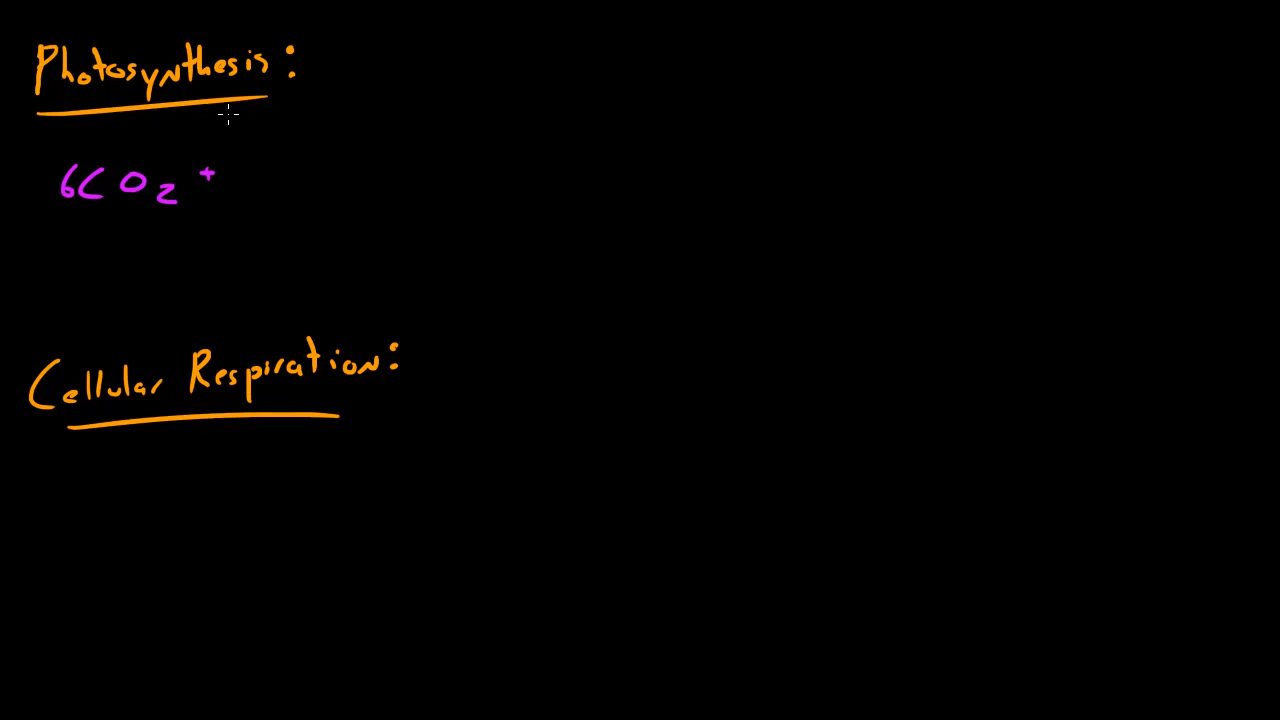 Photosynthesis:
6CO₂ +
Cellular Respiration: